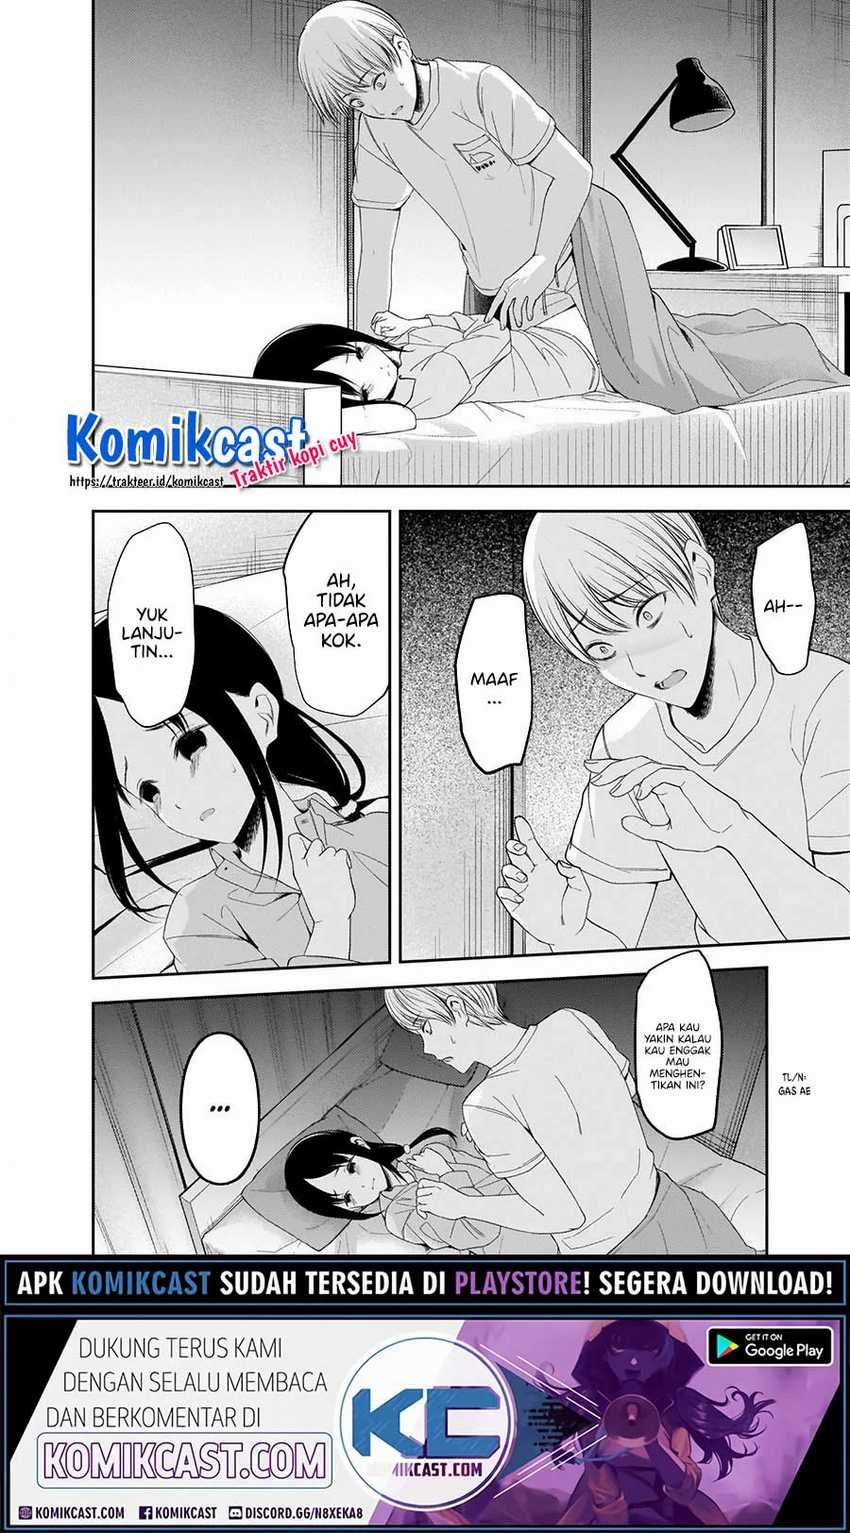 Komikcast
Traktir kopi cuy
https://trakteer.id/komikcast
AH--
MAAF
...
AH,
TIDAK
APA-APA
KOK.
YUK
LANJU-
TIN...
APA KAU
YAKIN KALAU
KAU ENGGAK
MAU
MENGHEN-
TIKAN INI?
TL/N:
GAS AE
...
APK KOMIKCAST SUDAH TERSEDIA DI PLAYSTORE! SEGERA DOWNLOAD!
DUKUNG TERUS KAMI
DENGAN SELALU MEMBACA
DAN BERKOMENTAR DI
KOMIKCAST.COM
KOMIKCAST.COM
KOMIKCAST
DISCORD.GG/N8XEKA8
KC
MIKCAST.COM
GET IT ON
Google Play